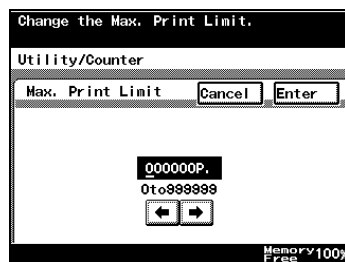 Change the Max. Print Limit.
Utility/Counter
Max. Print Limit Cancel Enter
000000P.
0to999999
Memory 100%
Free